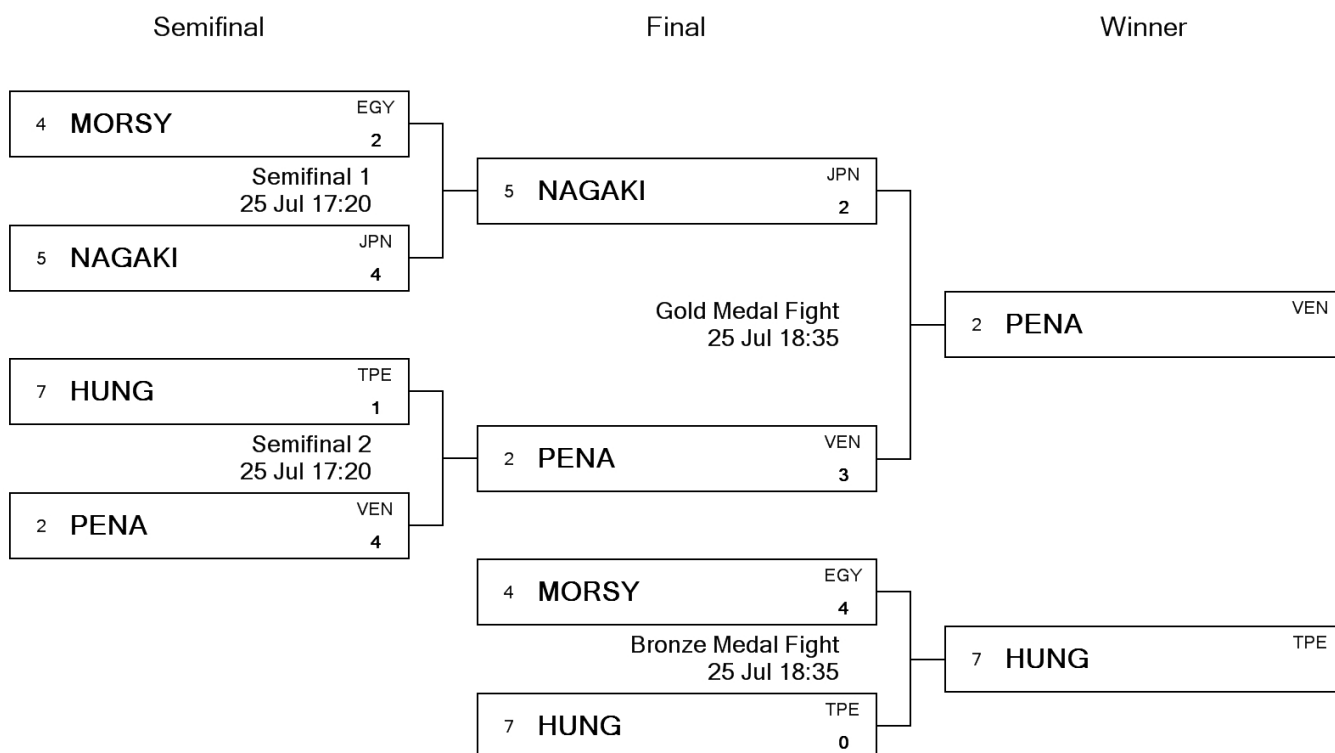 Semifinal Final Winner
4 MORSY EGY 2
Semifinal 1
25 Jul 17:20
5 NAGAKI JPN 4
5 NAGAKI JPN 2
Gold Medal Fight
25 Jul 18:35
2 PENA VEN
7 HUNG TPE 1
Semifinal 2
25 Jul 17:20
2 PENA VEN 4
2 PENA VEN 3
4 MORSY EGY 4
Bronze Medal Fight
25 Jul 18:35
7 HUNG TPE 0
7 HUNG TPE